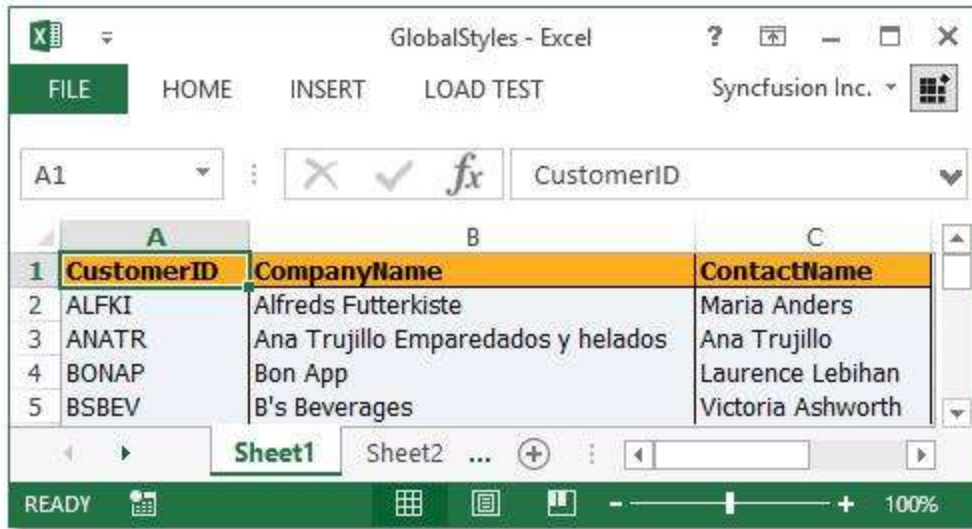 GlobalStyles - Excel ?
FILE HOME INSERT LOAD TEST Syncfusion Inc.
A1 fx CustomerID
A B C
1 CustomerID CompanyName ContactName
2 ALFKI Alfreds Futterkiste Maria Anders
3 ANATR Ana Trujillo Emparedados y helados Ana Trujillo
4 BONAP Bon App Laurence Lebihan
5 BSBEV B's Beverages Victoria Ashworth
Sheet1 Sheet2 ...
READY 100%